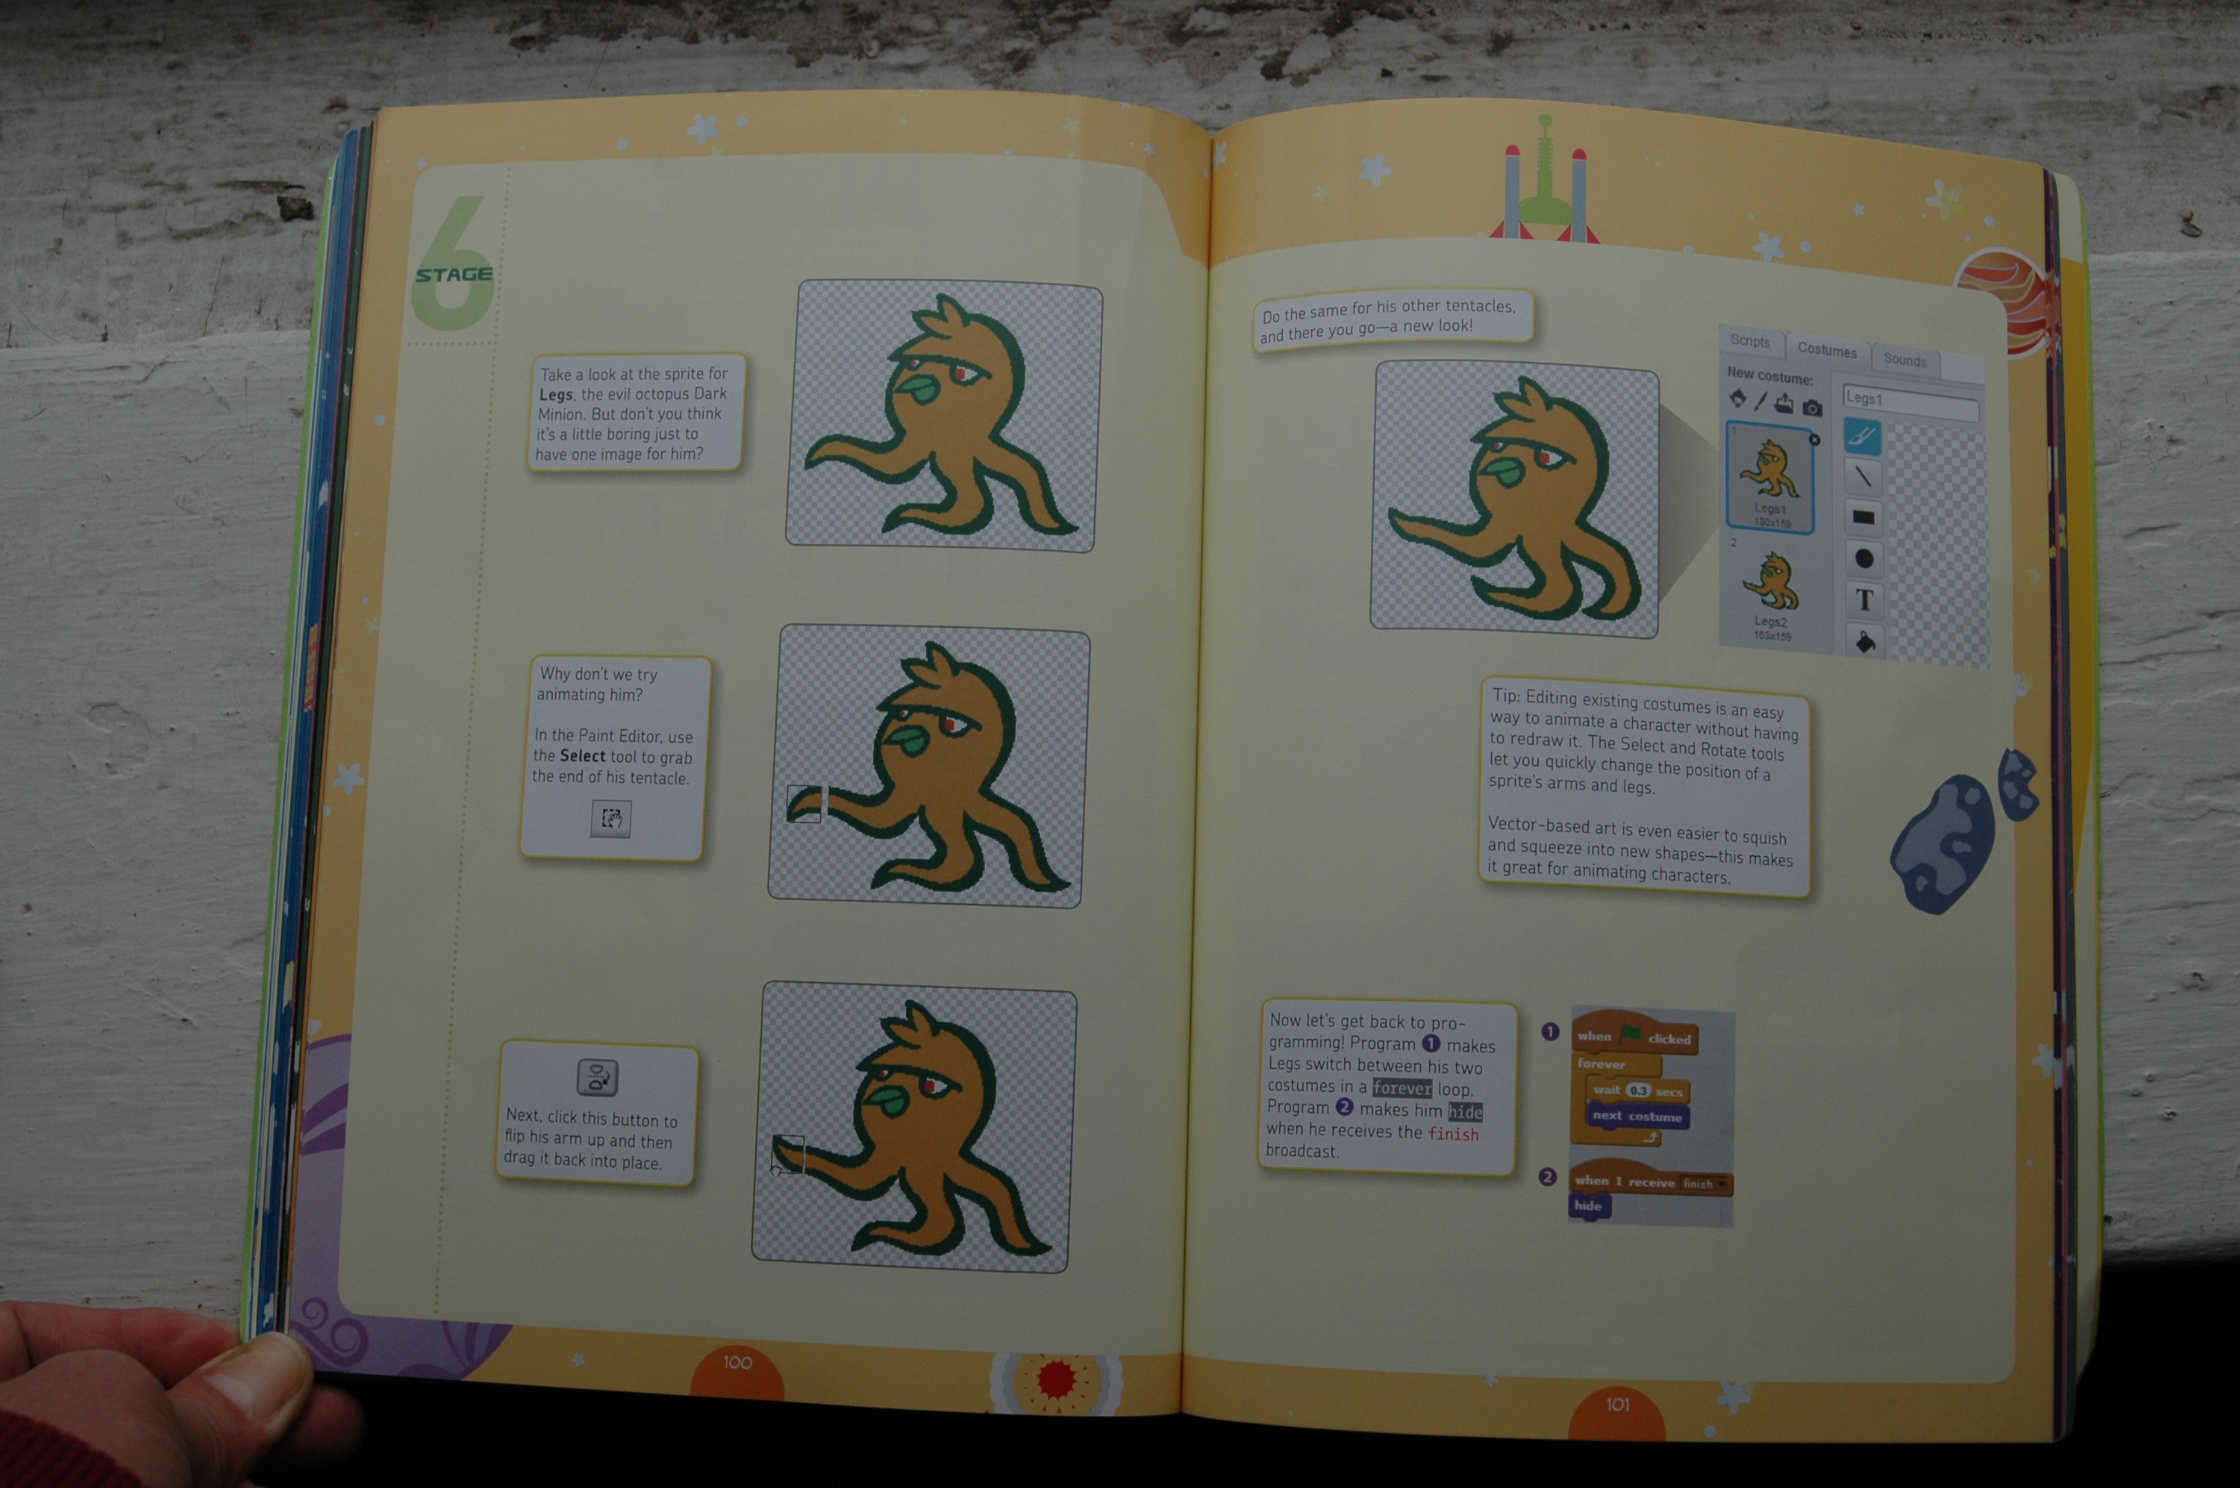 6
STAGE
Take a look at the sprite for
Legs, the evil octopus Dark
Minion. But don't you think
it's a little boring just to
have one image for him?
Why don't we try
animating him?
In the Paint Editor, use
the Select tool to grab
the end of his tentacle.
Next, click this button to
flip his arm up and then
drag it back into place.
100
Do the same for his other tentacles,
and there you go—a new look!
Scripts Costumes Sounds
New costume:
Legs1
1
Legs1
180x159
2
Legs2
163x159
T
Tip: Editing existing costumes is an easy
way to animate a character without having
to redraw it. The Select and Rotate tools
let you quickly change the position of a
sprite's arms and legs.
Vector-based art is even easier to squish
and squeeze into new shapes—this makes
it great for animating characters.
Now let's get back to pro-
gramming! Program 1 makes
Legs switch between his two
costumes in a forever loop.
Program 2 makes him hide
when he receives the finish
broadcast.
1
when clicked
forever
wait 0.3 secs
next costume
2
when I receive finish
hide
101